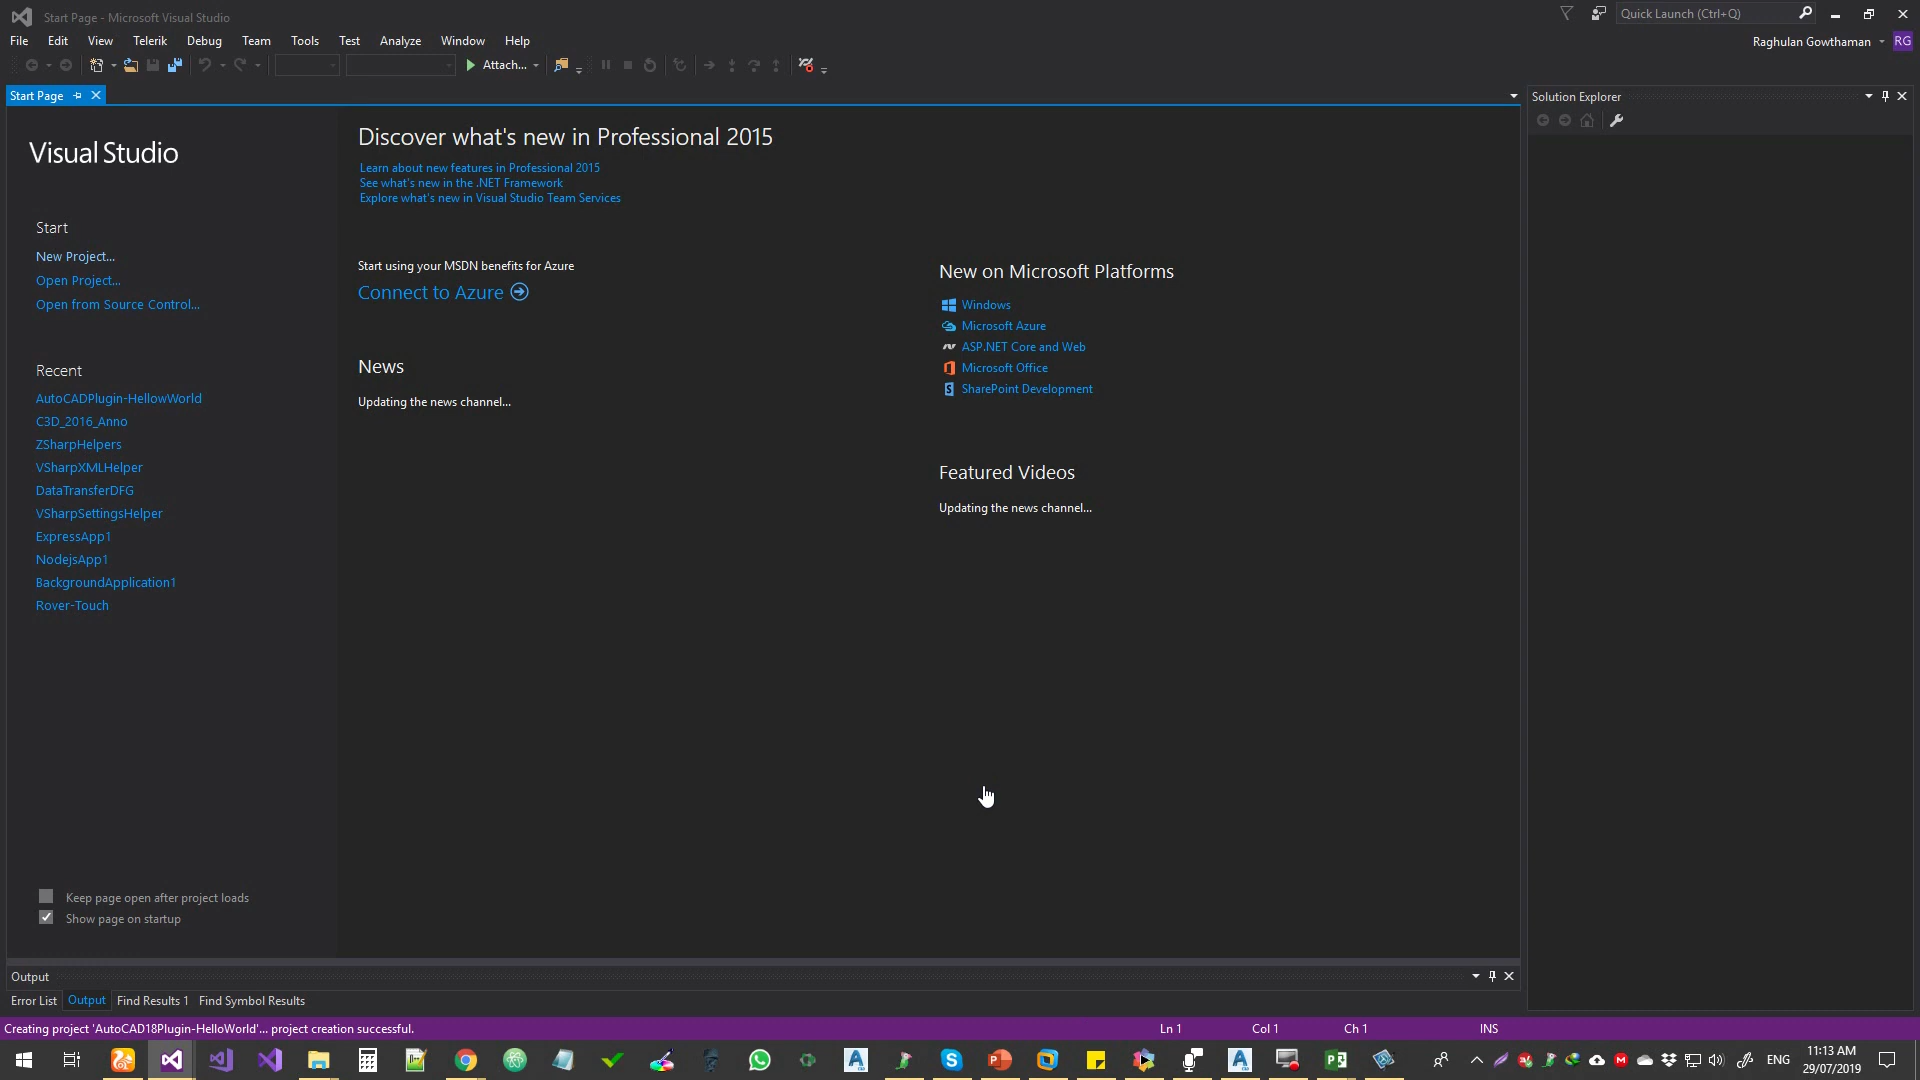 Start Page - Microsoft Visual Studio
Quick Launch (Ctrl+Q)
File Edit View Telerik Debug Team Tools Test Analyze Window Help
Raghulan Gowthaman RG
Attach...
Start Page
Solution Explorer
Visual Studio
Start
New Project...
Open Project...
Open from Source Control...
Recent
AutoCADPlugin-HellowWorld
C3D_2016_Anno
ZSharpHelpers
VSharpXMLHelper
DataTransferDFG
VSharpSettingsHelper
ExpressApp1
NodejsApp1
BackgroundApplication1
Rover-Touch
Keep page open after project loads
Show page on startup
Discover what's new in Professional 2015
Learn about new features in Professional 2015
See what's new in the .NET Framework
Explore what's new in Visual Studio Team Services
Start using your MSDN benefits for Azure
Connect to Azure
News
Updating the news channel...
New on Microsoft Platforms
Windows
Microsoft Azure
ASP.NET Core and Web
Microsoft Office
SharePoint Development
Featured Videos
Updating the news channel...
Output
Error List Output Find Results 1 Find Symbol Results
Creating project 'AutoCAD18Plugin-HelloWorld'... project creation successful.
Ln 1 Col 1 Ch 1 INS
ENG
11:13 AM
29/07/2019